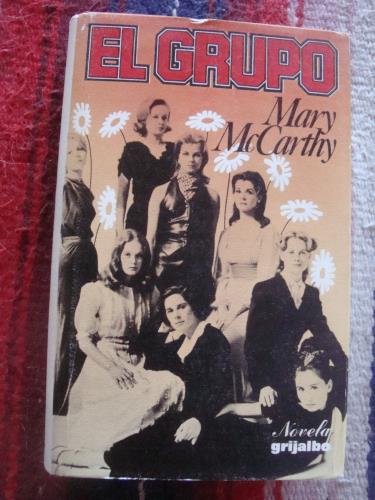 EL GRUPO
Mary
McCarthy
Novela
grijalbo